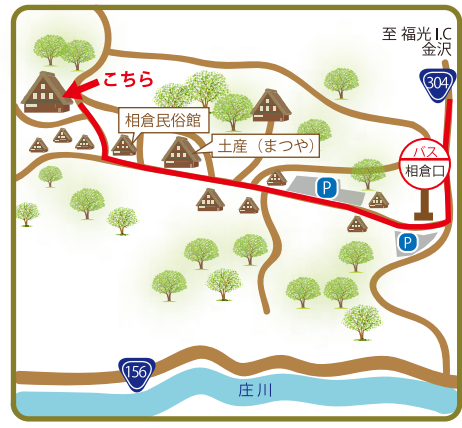 至 福光 I.C
金沢
304
こちら
相倉民俗館
土産（まつや）
バス
相倉口
P
P
156
庄川